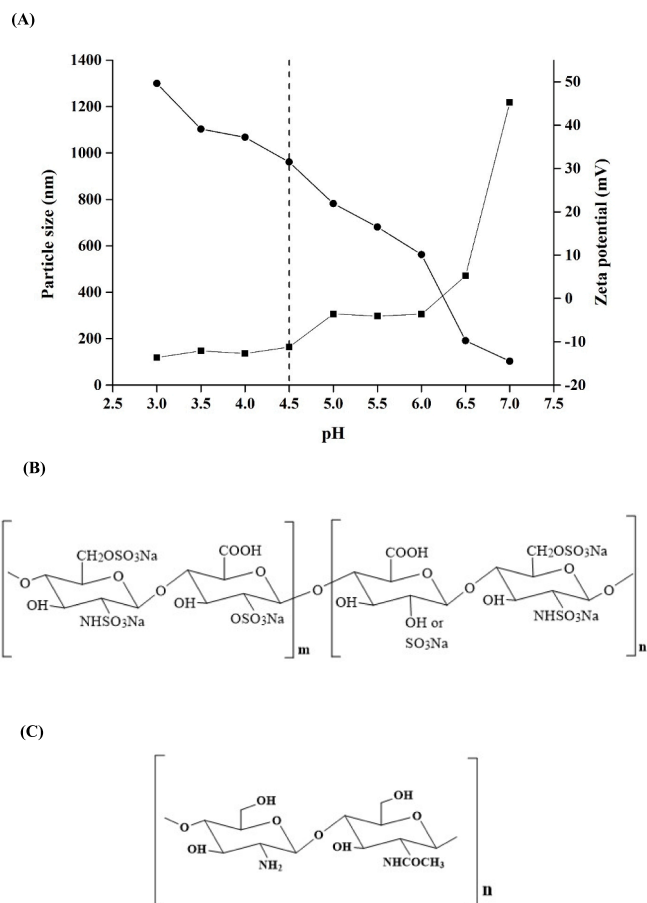 (A)
1400
1200
1000
800
600
400
200
0
Particle size (nm)
50
40
30
20
10
0
-10
-20
Zeta potential (mV)
2.5 3.0 3.5 4.0 4.5 5.0 5.5 6.0 6.5 7.0 7.5
pH
(B)
CH2OSO3Na COOH COOH CH2OSO3Na
O O O O O O O O O
OH OH OH OH
NHSO3Na OSO3Na OH or NHSO3Na
SO3Na
m n
(C)
OH OH
O O O O
OH OH
NH2 NHCOCH3
n